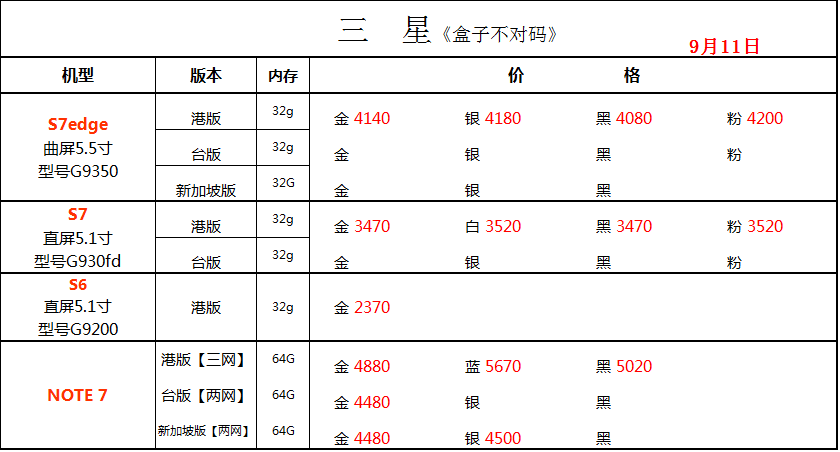 三 星《盒子不对码》
9月11日
机型 版本 内存 价 格
S7edge
曲屏5.5寸
型号G9350
港版 32g 金 4140 银 4180 黑 4080 粉 4200
台版 32g 金 银 黑 粉
新加坡版 32G 金 银 黑
S7
直屏5.1寸
型号G930fd
港版 32g 金 3470 白 3520 黑 3470 粉 3520
台版 32g 金 银 黑 粉
S6
直屏5.1寸
型号G9200
港版 32g 金 2370
NOTE 7
港版【三网】 64G 金 4880 蓝 5670 黑 5020
台版【两网】 64G 金 4480 银 黑
新加坡版【两网】 64G 金 4480 银 4500 黑